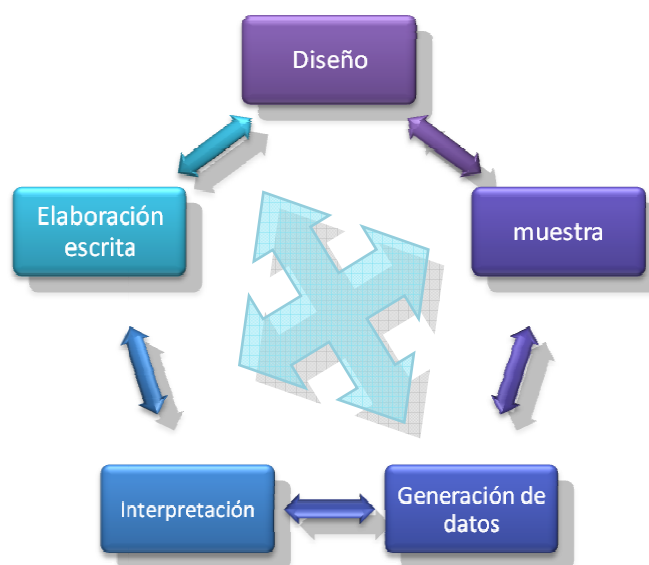 Diseño
Elaboración
escrita
muestra
Interpretación
Generación de
datos